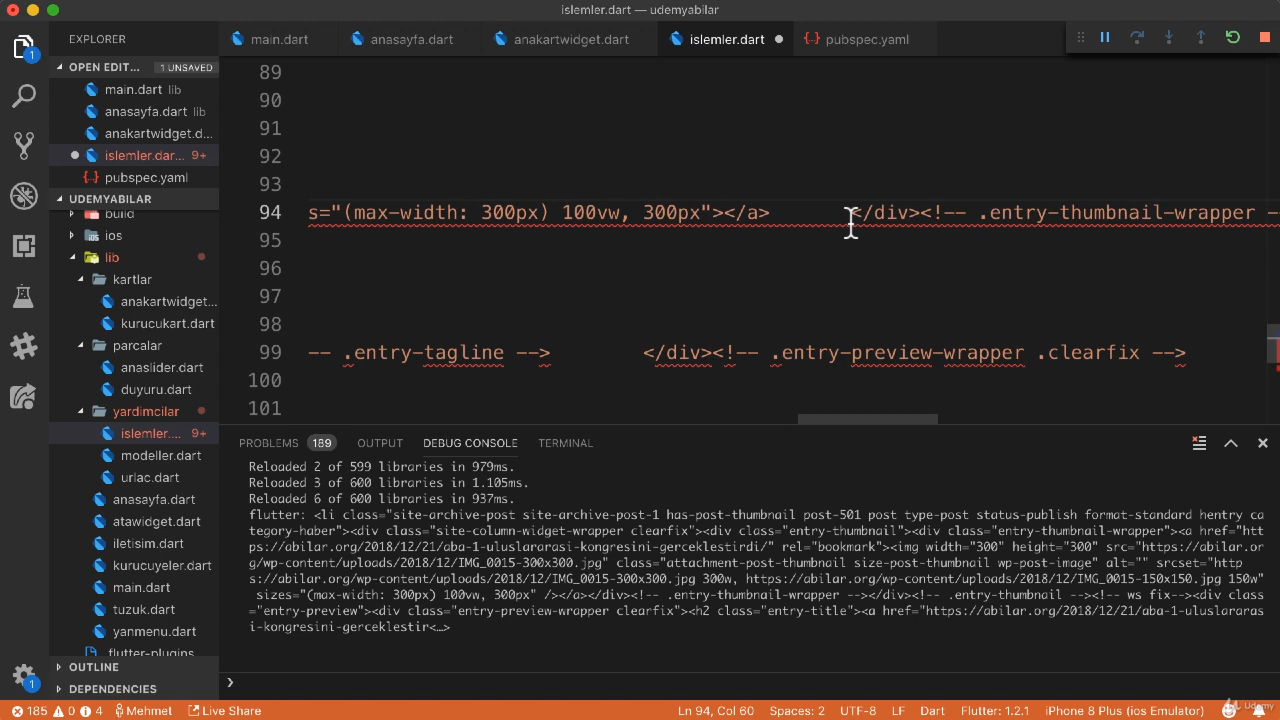 islemler.dart — udemyabilar
EXPLORER
main.dart
anasayfa.dart
anakartwidget.dart
islemler.dart
pubspec.yaml
OPEN EDIT... 1 UNSAVED
main.dart lib
anasayfa.dart lib
anakartwidget.d...
islemler.dar... 9+
pubspec.yaml
UDEMYABILAR
build
ios
lib
kartlar
anakartwidget...
kurucukart.dart
parcalar
anaslider.dart
duyuru.dart
yardimcilar
islemler.... 9+
modeller.dart
urlac.dart
anasayfa.dart
atawidget.dart
iletisim.dart
kurucuyeler.dart
main.dart
tuzuk.dart
yanmenu.dart
.flutter-plugins
OUTLINE
DEPENDENCIES
1
1
89
90
91
92
93
94 s="(max-width: 300px) 100vw, 300px"></a> </div><!-- .entry-thumbnail-wrapper -
95
96
97
98
99 -- .entry-tagline --> </div><!-- .entry-preview-wrapper .clearfix -->
100
101
PROBLEMS 189 OUTPUT DEBUG CONSOLE TERMINAL
Reloaded 2 of 599 libraries in 979ms.
Reloaded 3 of 600 libraries in 1.105ms.
Reloaded 6 of 600 libraries in 937ms.
flutter: <li class="site-archive-post site-archive-post-1 has-post-thumbnail post-501 post type-post status-publish format-standard hentry ca
tegory-haber"><div class="site-column-widget-wrapper clearfix"><div class="entry-thumbnail"><div class="entry-thumbnail-wrapper"><a href="htt
ps://abilar.org/2018/12/21/aba-1-uluslararasi-kongresini-gerceklestirdi/" rel="bookmark"><img width="300" height="300" src="https://abilar.or
g/wp-content/uploads/2018/12/IMG_0015-300x300.jpg" class="attachment-post-thumbnail size-post-thumbnail wp-post-image" alt="" srcset="http
s://abilar.org/wp-content/uploads/2018/12/IMG_0015-300x300.jpg 300w, https://abilar.org/wp-content/uploads/2018/12/IMG_0015-150x150.jpg 150w"
sizes="(max-width: 300px) 100vw, 300px" /></a></div><!-- .entry-thumbnail-wrapper --></div><!-- .entry-thumbnail --><!-- ws fix--><div class
="entry-preview"><div class="entry-preview-wrapper clearfix"><h2 class="entry-title"><a href="https://abilar.org/2018/12/21/aba-1-uluslararas
i-kongresini-gerceklestir<…>
185 0 4 Mehmet Live Share Ln 94, Col 60 Spaces: 2 UTF-8 LF Dart Flutter: 1.2.1 iPhone 8 Plus (ios Emulator)
Udemy